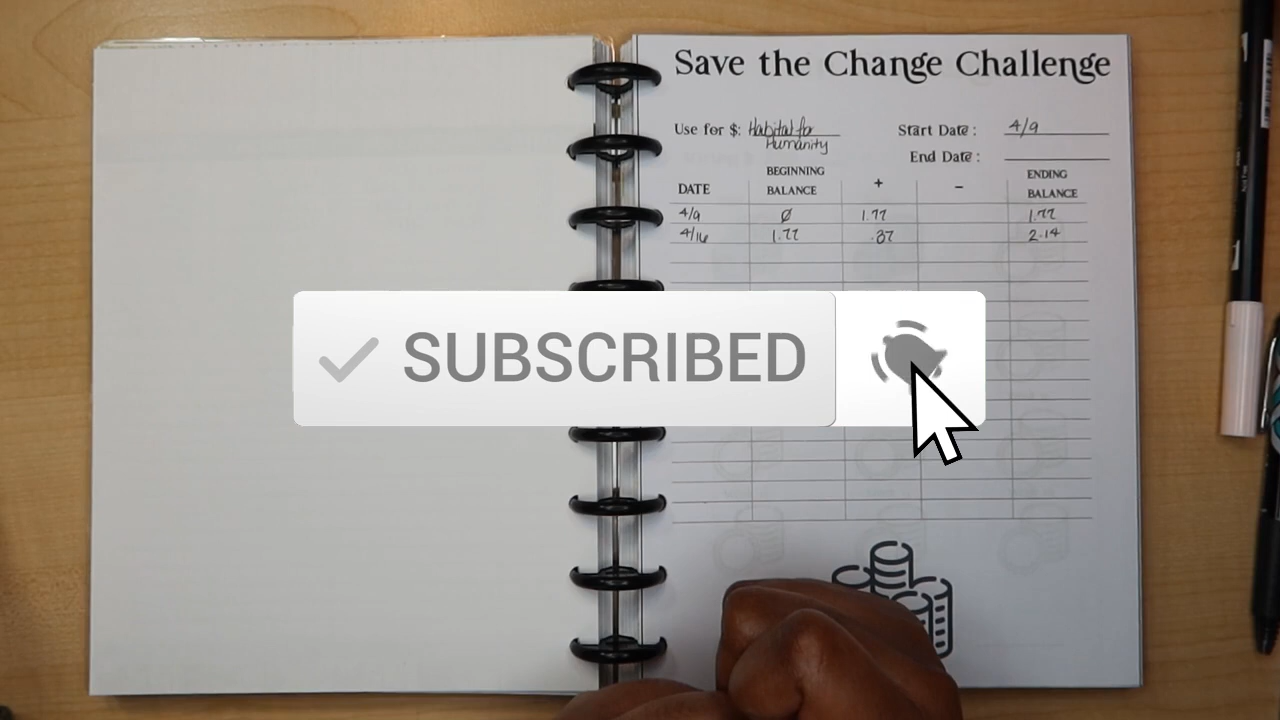 Save the Change Challenge
Use for $: Habitat for Humanity
Start Date: 4/9
End Date:
DATE BEGINNING BALANCE + - ENDING BALANCE
4/9 Ø 1.77 1.77
4/16 1.77 .37 2.14
SUBSCRIBED